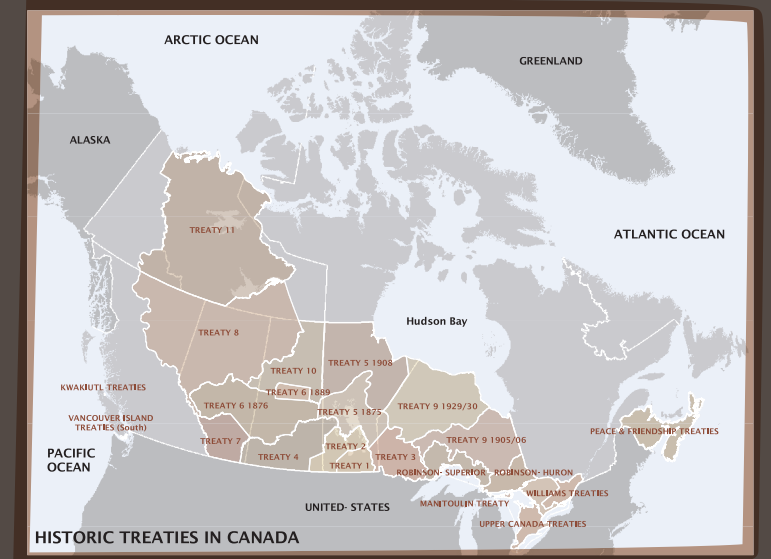 ARCTIC OCEAN
GREENLAND
ALASKA
TREATY 11
ATLANTIC OCEAN
Hudson Bay
TREATY 8
TREATY 5 1908
TREATY 10
KWAKIUTL TREATIES
TREATY 6 1889
TREATY 6 1876
TREATY 9 1929/30
TREATY 5 1875
VANCOUVER ISLAND
TREATIES (South)
PEACE & FRIENDSHIP TREATIES
TREATY 7
TREATY 9 1905/06
TREATY 2
PACIFIC
OCEAN
TREATY 4
TREATY 3
TREATY 1
ROBINSON- SUPERIOR
ROBINSON- HURON
WILLIAMS TREATIES
MANITOULIN TREATY
UNITED- STATES
UPPER CANADA TREATIES
HISTORIC TREATIES IN CANADA